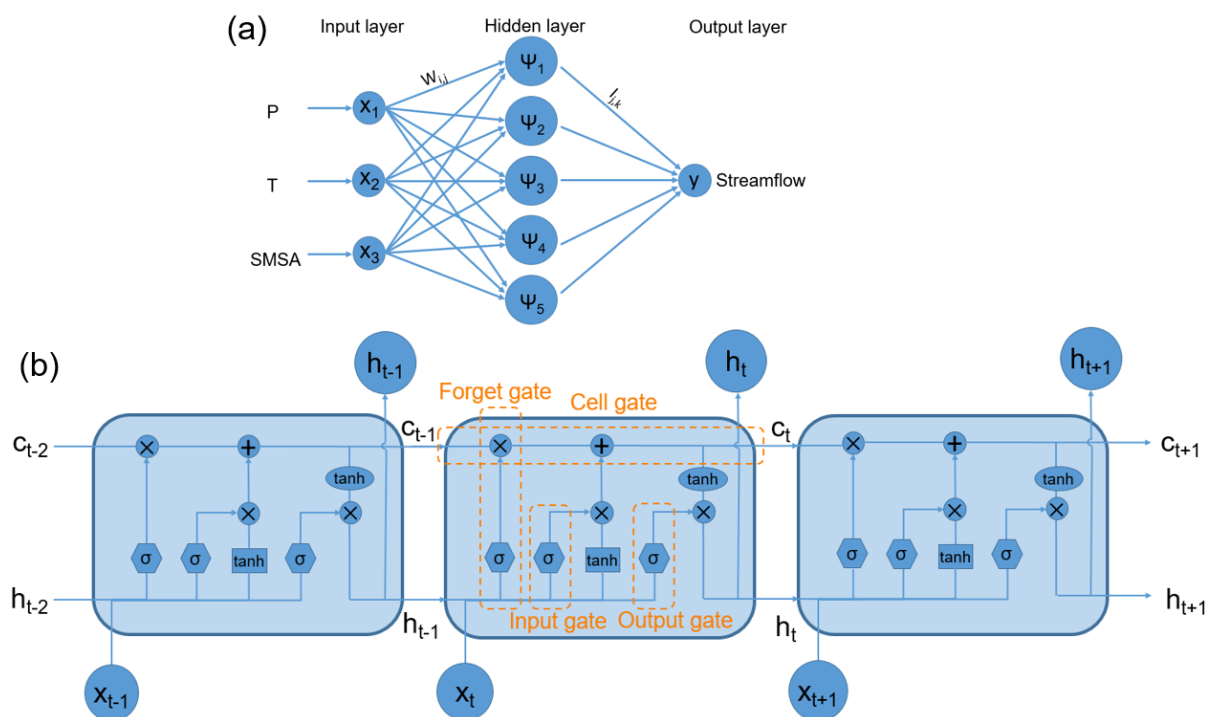 (a)
Input layer
Hidden layer
Output layer
P
T
SMSA
x1
x2
x3
Wi,j
Ψ1
Ψ2
Ψ3
Ψ4
Ψ5
lj,k
y
Streamflow
(b)
ht-1
ht
ht+1
Forget gate
Cell gate
ct-2
×
+
tanh
×
×
σ
σ
tanh
σ
ht-2
xt-1
ct-1
×
+
tanh
×
×
σ
σ
tanh
σ
ht-1
Input gate
Output gate
xt
ct
×
+
tanh
×
×
σ
σ
tanh
σ
ht
xt+1
ct+1
ht+1